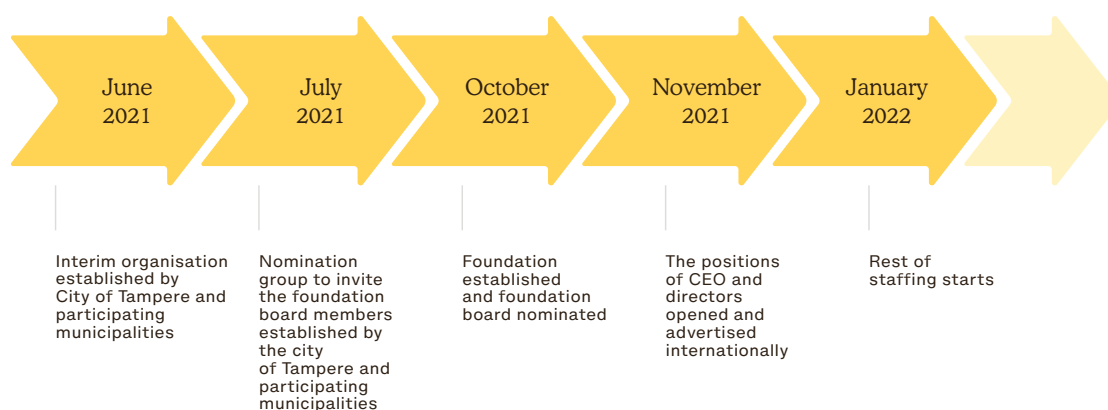 June
2021
July
2021
October
2021
November
2021
January
2022
Interim organisation
established by
City of Tampere and
participating
municipalities
Nomination
group to invite
the foundation
board members
established by
the city
of Tampere and
participating
municipalities
Foundation
established
and foundation
board nominated
The positions
of CEO and
directors
opened and
advertised
internationally
Rest of
staffing starts